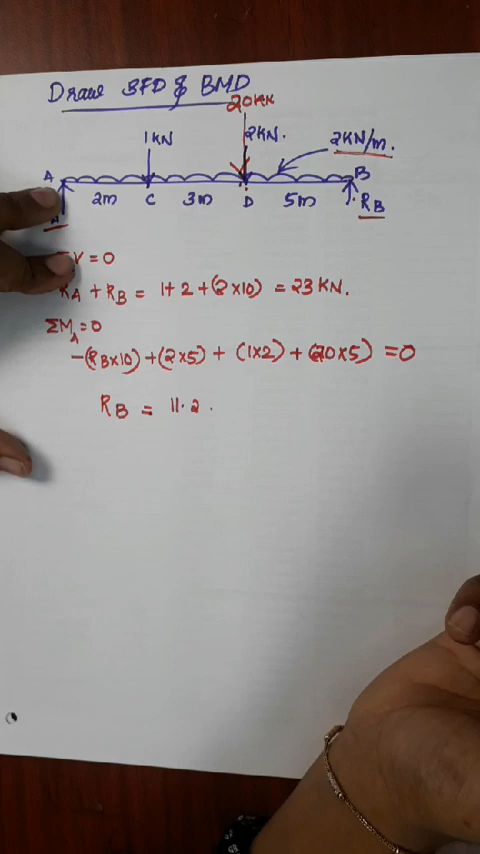 Draw SFD & BMD
20KN
1KN 2KN. 2KN/m.
A B
2m C 3m D 5m RB
V = 0
RA + RB = 1+2+(2×10) = 23 KN.
ΣMA = 0
-(RB×10)+(2×5) + (1×2) + (20×5) = 0
RB = 11.2.